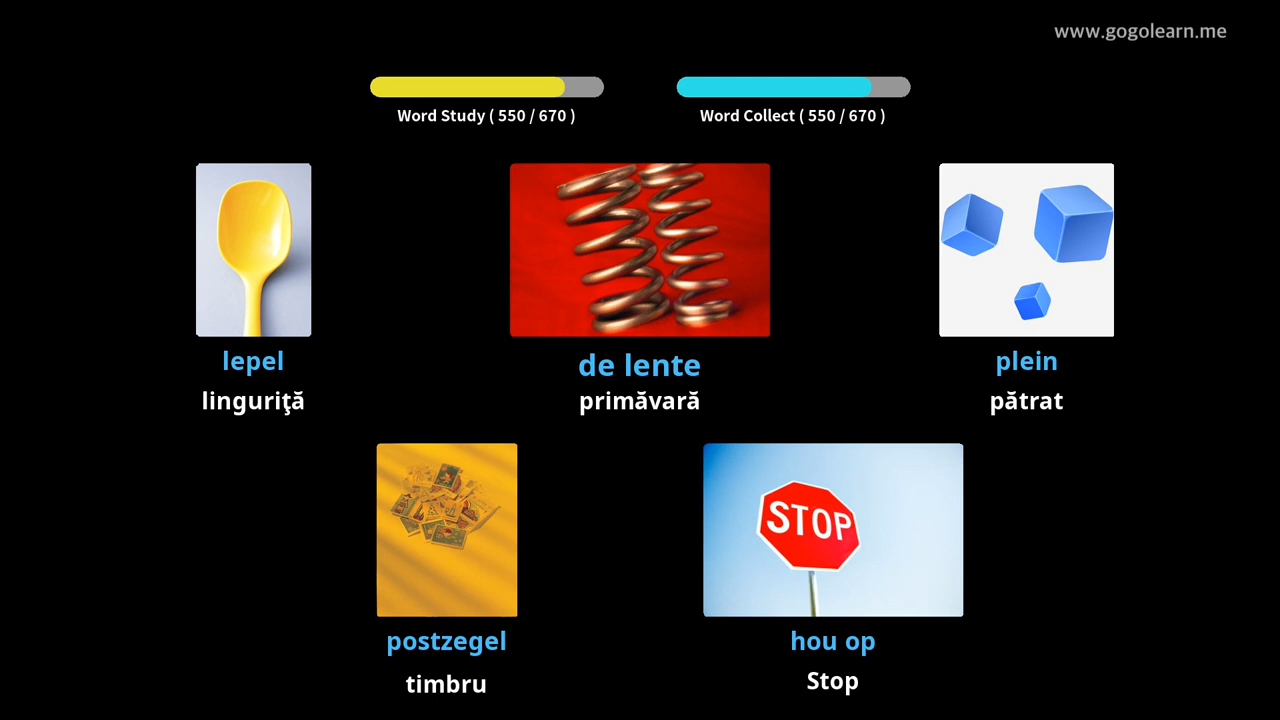 www.gogolearn.me
Word Study ( 550 / 670 )
Word Collect ( 550 / 670 )
lepel
linguriţă
de lente
primăvară
plein
pătrat
STOP
postzegel
timbru
hou op
Stop